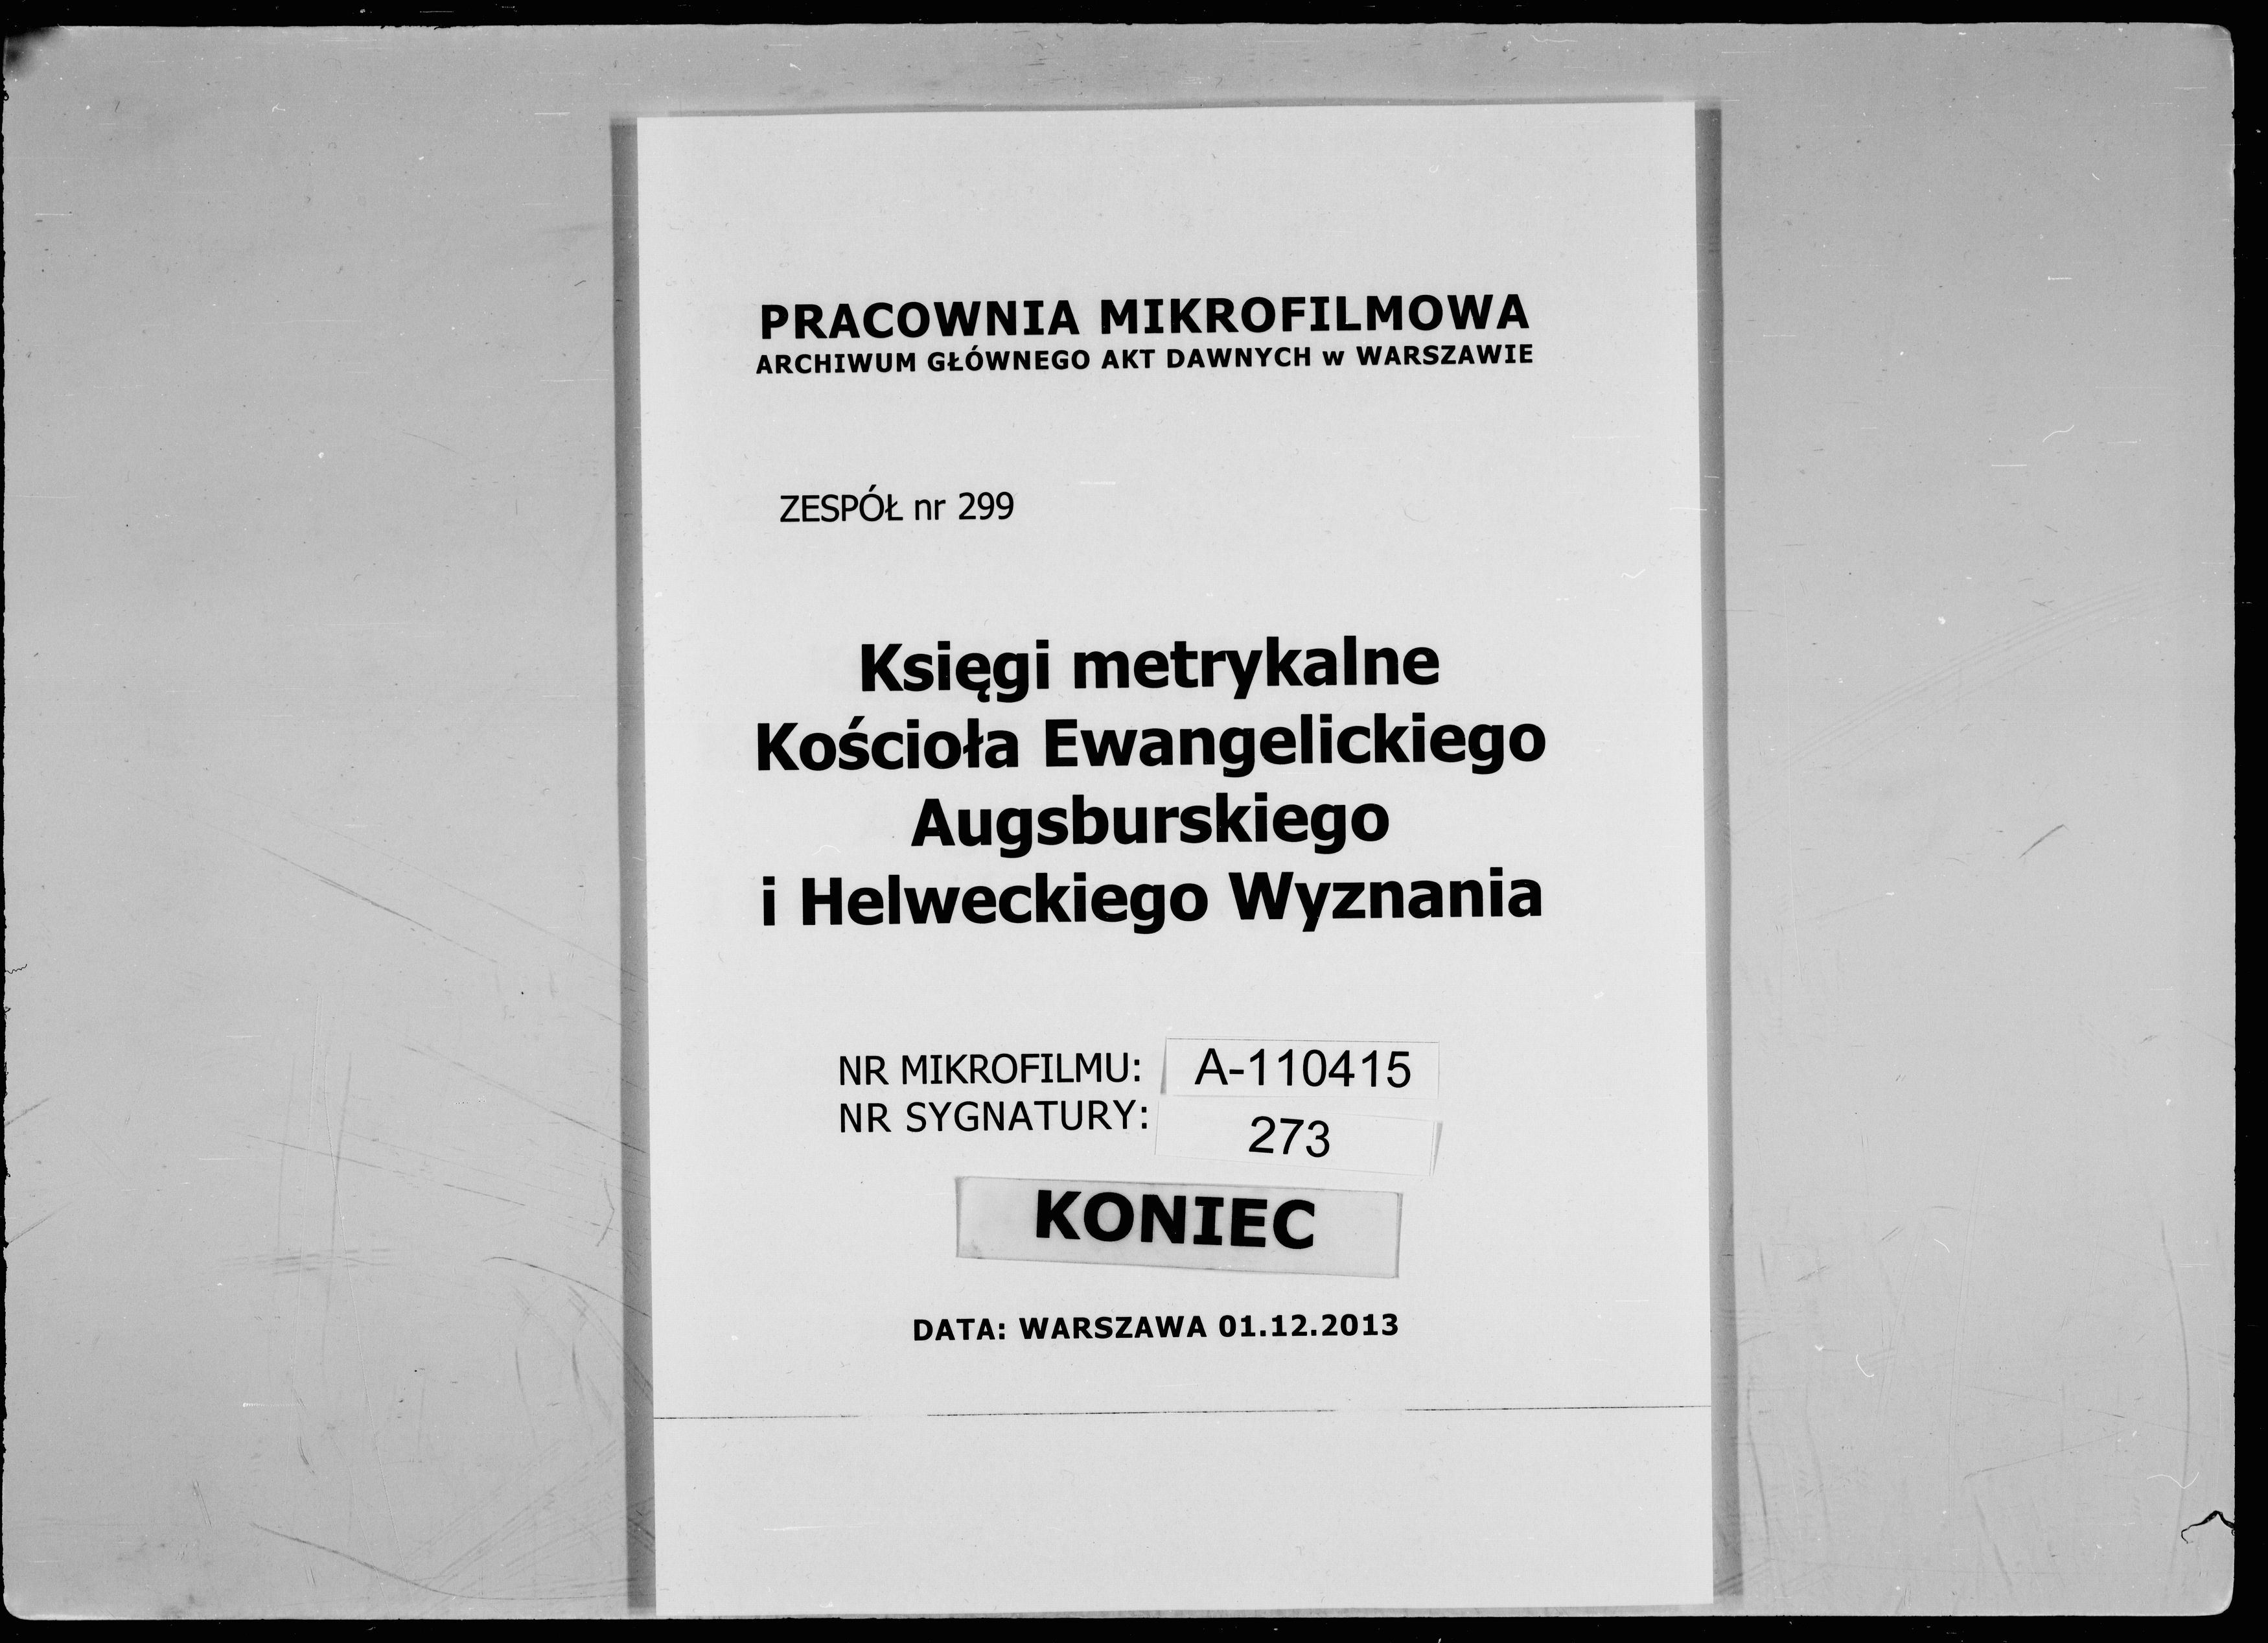 PRACOWNIA MIKROFILMOWA
ARCHIWUM GŁÓWNEGO AKT DAWNYCH w WARSZAWIE
ZESPÓŁ nr 299
Księgi metrykalne
Kościoła Ewangelickiego
Augsburskiego
i Helweckiego Wyznania
NR MIKROFILMU: A-110415
NR SYGNATURY: 273
KONIEC
DATA: WARSZAWA 01.12.2013